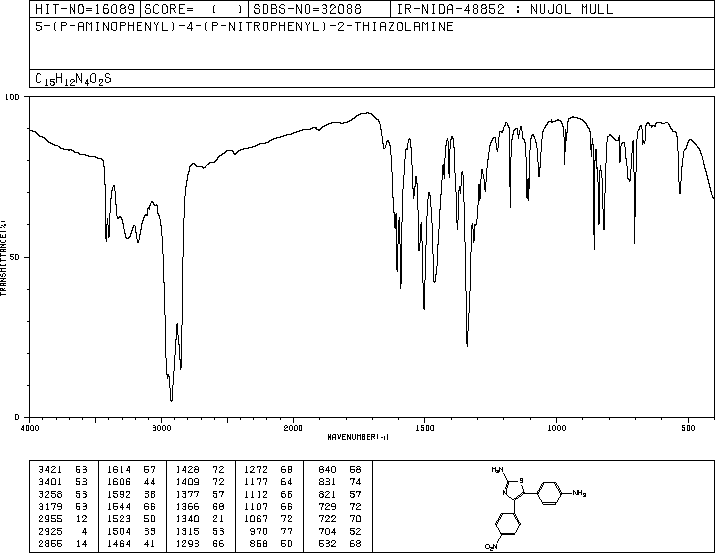 HIT-NO=16089 SCORE= ( ) SDBS-NO=32088 IR-NIDA-48852 : NUJOL MULL
5-(P-AMINOPHENYL)-4-(P-NITROPHENYL)-2-THIAZOLAMINE
C15H12N4O2S
100
50
0
TRANSMITTANCE(%)
4000 3000 2000 1500 1000 500
WAVENUMBER(-1)
3421 53 1614 57 1428 72 1272 68 840 58
3401 53 1606 44 1409 72 1177 64 831 74
3258 53 1592 38 1377 57 1112 66 821 57
3179 53 1544 66 1366 68 1107 66 729 72
2955 12 1523 50 1340 21 1067 72 722 70
2925 4 1504 33 1315 53 970 77 704 52
2855 14 1464 41 1293 66 858 50 532 68
H2N
S
N
NH2
O2N